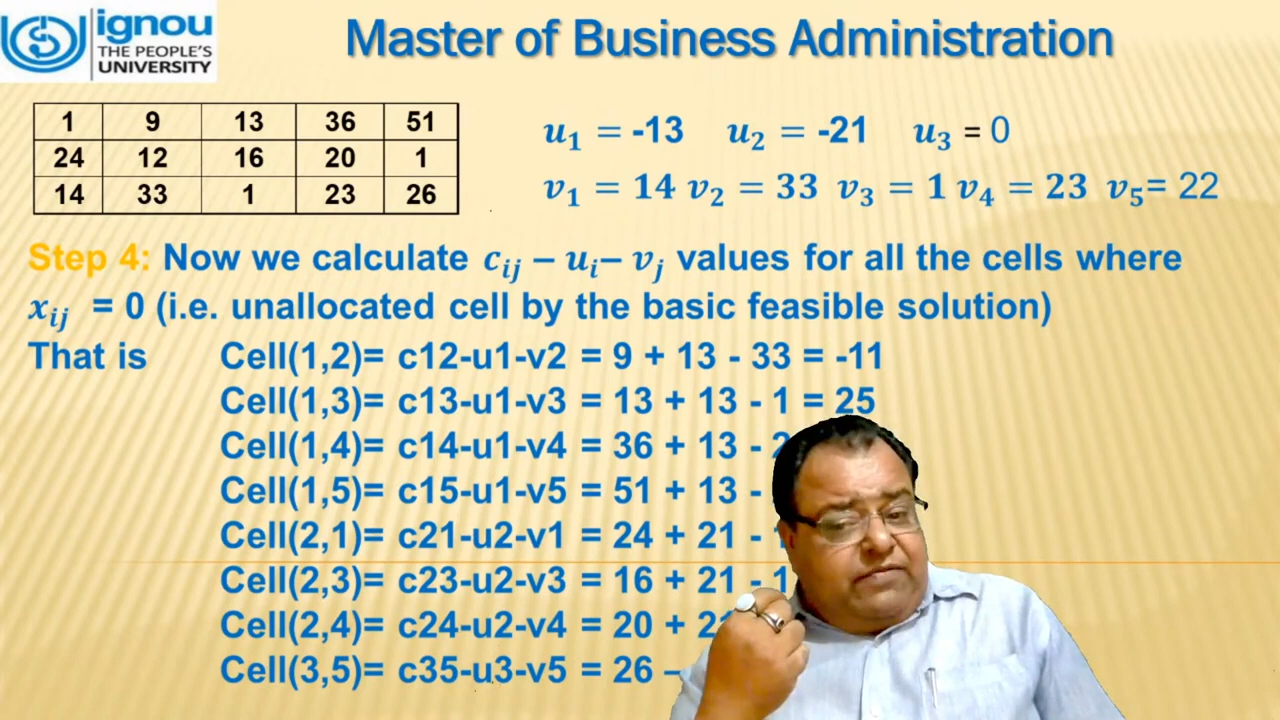 ignou
THE PEOPLE'S
UNIVERSITY
Master of Business Administration
1 9 13 36 51
24 12 16 20 1
14 33 1 23 26
u₁ = -13 u₂ = -21 u₃ = 0
v₁ = 14 v₂ = 33 v₃ = 1 v₄ = 23 v₅= 22
Step 4: Now we calculate cᵢⱼ − uᵢ− vⱼ values for all the cells where
xᵢⱼ = 0 (i.e. unallocated cell by the basic feasible solution)
That is Cell(1,2)= c12-u1-v2 = 9 + 13 - 33 = -11
Cell(1,3)= c13-u1-v3 = 13 + 13 - 1 = 25
Cell(1,4)= c14-u1-v4 = 36 + 13 -
Cell(1,5)= c15-u1-v5 = 51 + 13 -
Cell(2,1)= c21-u2-v1 = 24 + 21 -
Cell(2,3)= c23-u2-v3 = 16 + 21 - 1
Cell(2,4)= c24-u2-v4 = 20 +
Cell(3,5)= c35-u3-v5 = 26 –